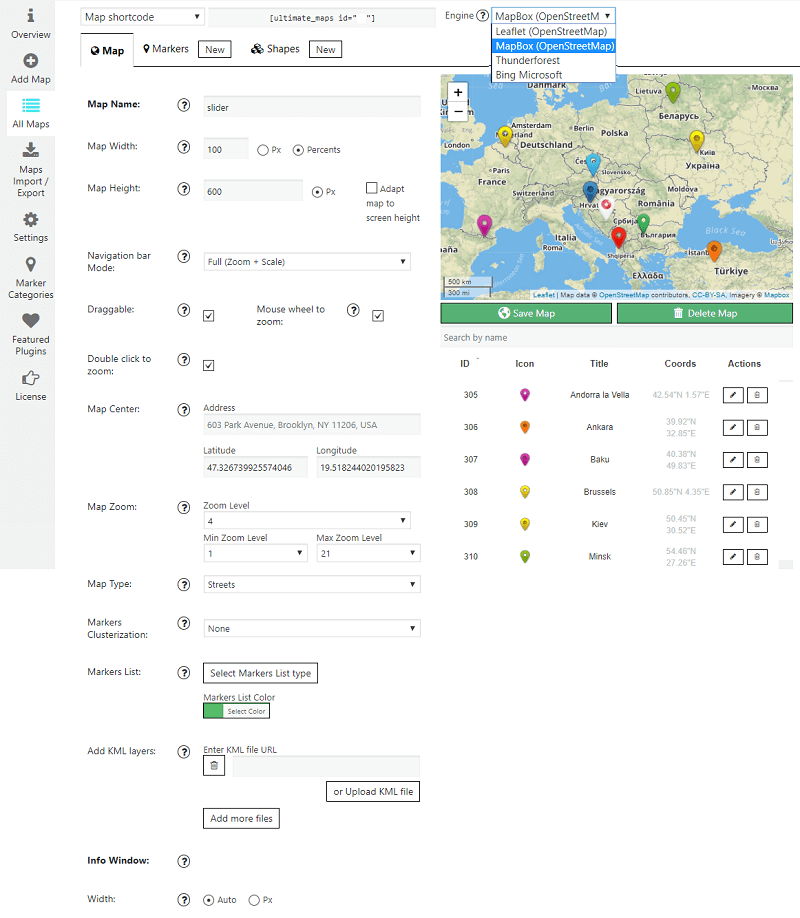 Overview
Add Map
All Maps
Maps
Import /
Export
Settings
Marker
Categories
Featured
Plugins
License
Map shortcode
[ultimate_maps id=" "]
Engine ? MapBox (OpenStreetM
Leaflet (OpenStreetMap)
MapBox (OpenStreetMap)
Thunderforest
Bing Microsoft
Map
Markers
New
Shapes
New
Map Name: ?
slider
Map Width: ?
100
Px
Percents
Map Height: ?
600
Px
Adapt
map to
screen height
Navigation bar
Mode:
?
Full (Zoom + Scale)
Draggable: ?
Mouse wheel to
zoom:
?
Double click to
zoom:
?
Map Center: ?
Address
603 Park Avenue, Brooklyn, NY 11206, USA
Latitude
Longitude
47.326739925574046
19.518244020195823
Map Zoom: ?
Zoom Level
4
Min Zoom Level
Max Zoom Level
1
21
Map Type: ?
Streets
Markers
Clusterization:
?
None
Markers List: ?
Select Markers List type
Markers List Color
Select Color
Add KML layers: ?
Enter KML file URL
or Upload KML file
Add more files
Info Window: ?
Width: ?
Auto
Px
+
−
Danmark
Lietuva
Москва
Беларусь
Amsterdam
Berlin
Polska
London
Deutschland
Київ
Україна
Paris
Slovensko
France
Switzerland
Magyarország
Moldova
Hrvat
România
Србија
Italia
България
Black Sea
Roma
Shqipëria
İstanb
Ελλάδα
Türkiye
500 km
300 mi
Leaflet | Map data © OpenStreetMap contributors, CC-BY-SA, Imagery © Mapbox
Save Map
Delete Map
Search by name
ID Icon Title Coords Actions
305 Andorra la Vella 42.54"N 1.57"E
306 Ankara 39.92"N
32.85"E
307 Baku 40.38"N
49.83"E
308 Brussels 50.85"N 4.35"E
309 Kiev 50.45"N
30.52"E
310 Minsk 54.46"N
27.26"E